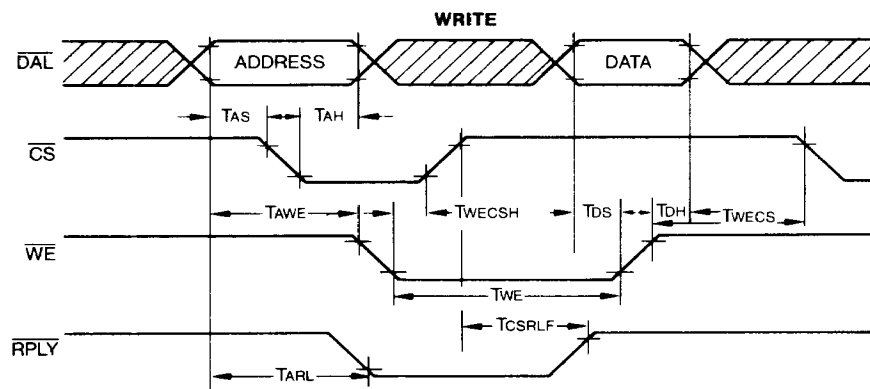 WRITE
DAL ADDRESS DATA
TAS TAH
CS
TAWE TWECSH TDS TDH TWECS
WE
TWE
TCSRLF
RPLY
TARL